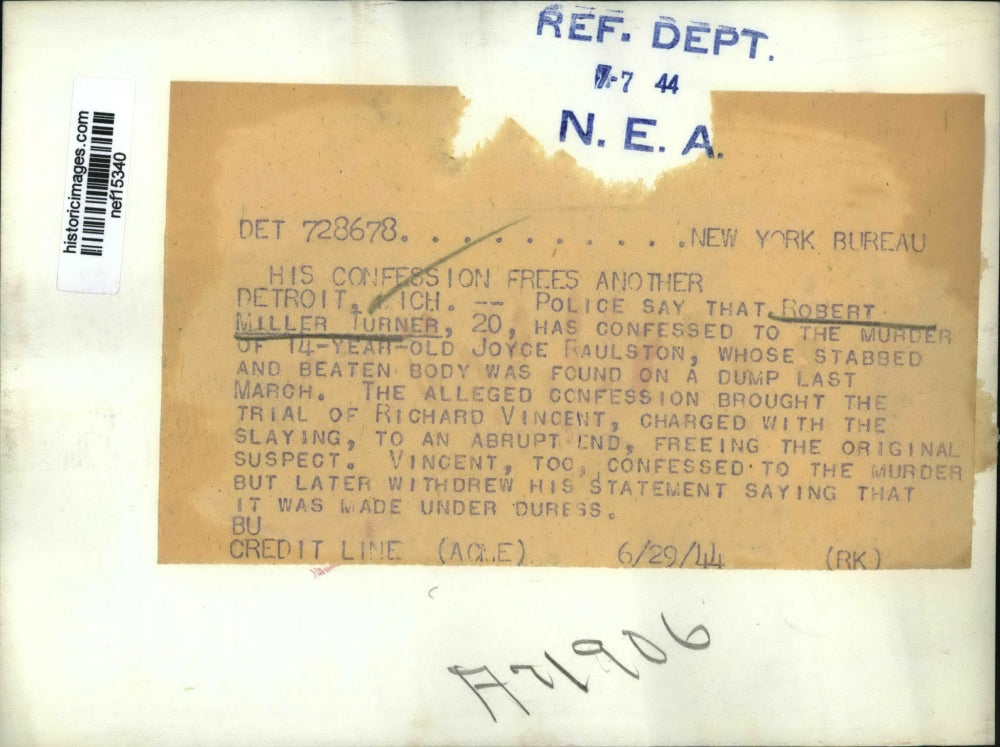 REF. DEPT.
7-7 44
N. E. A.
historicimages.com
nef15340
DET 728678. . . . . . . . . . . .NEW YORK BUREAU
HIS CONFESSION FREES ANOTHER
DETROIT, MICH. -- POLICE SAY THAT ROBERT
MILLER TURNER, 20, HAS CONFESSED TO THE MURDER
OF 14-YEAR-OLD JOYCE RAULSTON, WHOSE STABBED
AND BEATEN BODY WAS FOUND ON A DUMP LAST
MARCH. THE ALLEGED CONFESSION BROUGHT THE
TRIAL OF RICHARD VINCENT, CHARGED WITH THE
SLAYING, TO AN ABRUPT END, FREEING THE ORIGINAL
SUSPECT. VINCENT, TOO, CONFESSED TO THE MURDER
BUT LATER WITHDREW HIS STATEMENT SAYING THAT
IT WAS MADE UNDER DURESS.
BU
CREDIT LINE (ACME) 6/29/44 (RK)